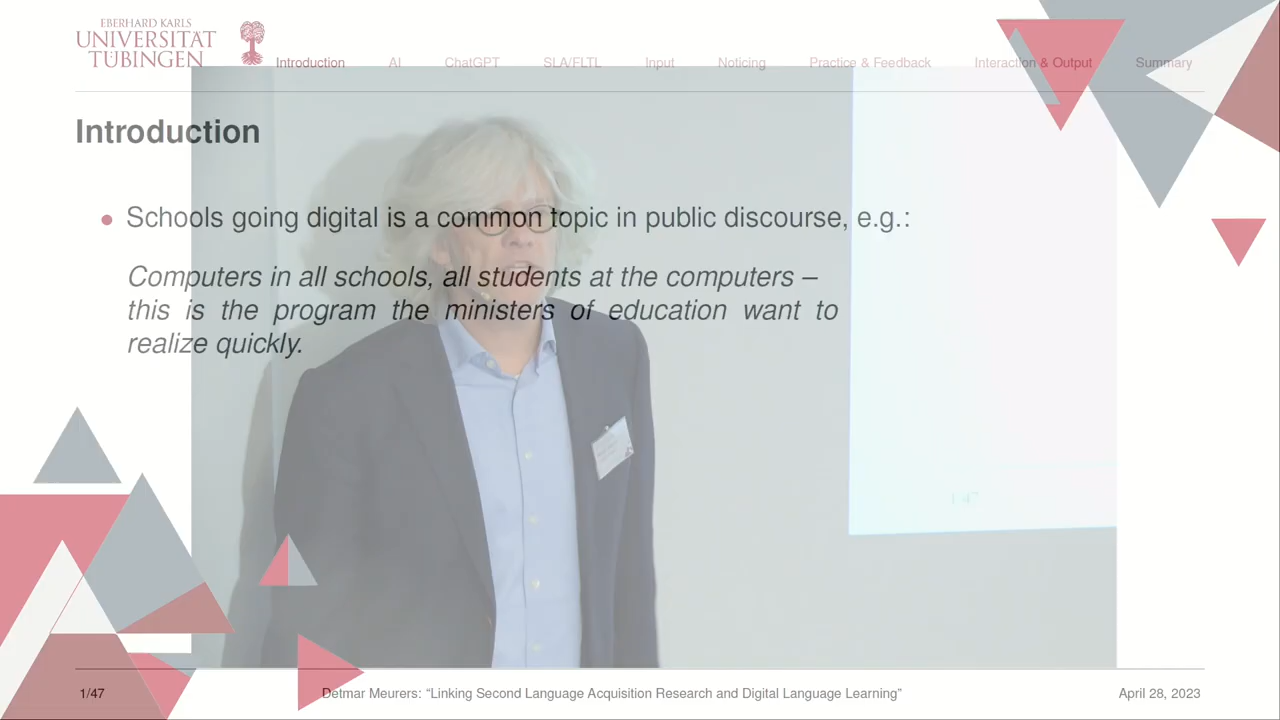 EBERHARD KARLS
UNIVERSITÄT
TÜBINGEN
Introduction AI ChatGPT SLA/FLTL Input Noticing Practice & Feedback Interaction & Output Summary
Introduction
Schools going digital is a common topic in public discourse, e.g.:
Computers in all schools, all students at the computers –
this is the program the ministers of education want to
realize quickly.
1/47 Detmar Meurers: “Linking Second Language Acquisition Research and Digital Language Learning” April 28, 2023